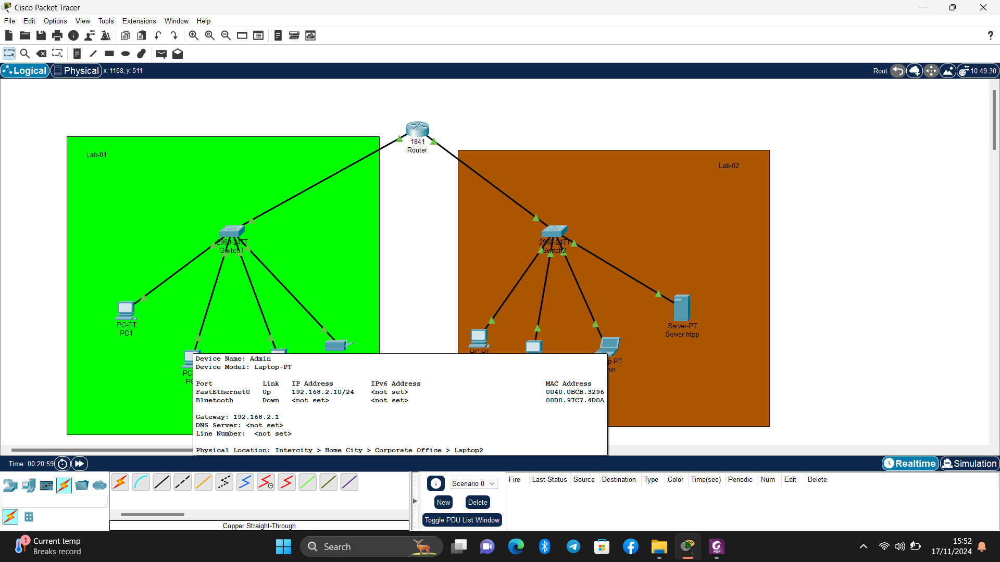 Cisco Packet Tracer
File Edit Options View Tools Extensions Window Help
Logical Physical x: 1168, y: 511 Root 10:49:30
1841
Router
Lab-01
Lab-02
2960-24TT
Switch1
2960-24TT
Switch2
PC-PT
PC1
Server-PT
Server htpp
PC-PT
PC
p-PT
Device Name: Admin
Device Model: Laptop-PT
Port Link IP Address IPv6 Address MAC Address
FastEthernet0 Up 192.168.2.10/24 <not set> 0040.0BCB.3296
Bluetooth Down <not set> <not set> 00D0.97C7.4D0A
Gateway: 192.168.2.1
DNS Server: <not set>
Line Number: <not set>
Physical Location: Intercity > Home City > Corporate Office > Laptop2
Time: 00:20:59 Realtime Simulation
Scenario 0
New Delete
Toggle PDU List Window
Fire Last Status Source Destination Type Color Time(sec) Periodic Num Edit Delete
Copper Straight-Through
1 Current temp
Breaks record
Search
PDF
15:52
17/11/2024